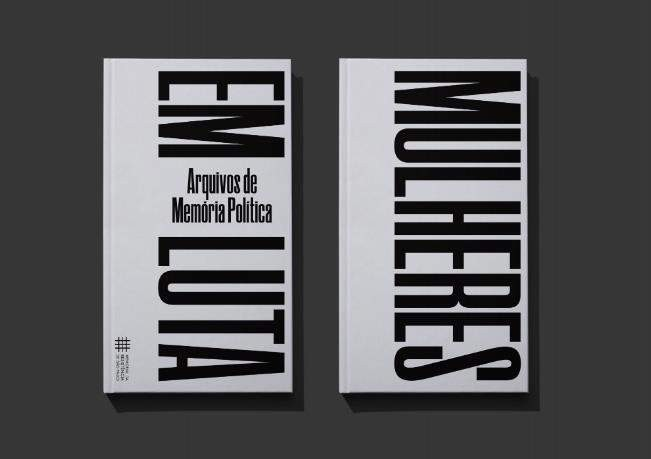 EM
Arquivos de
Memória Política
LUTA
MULHERES